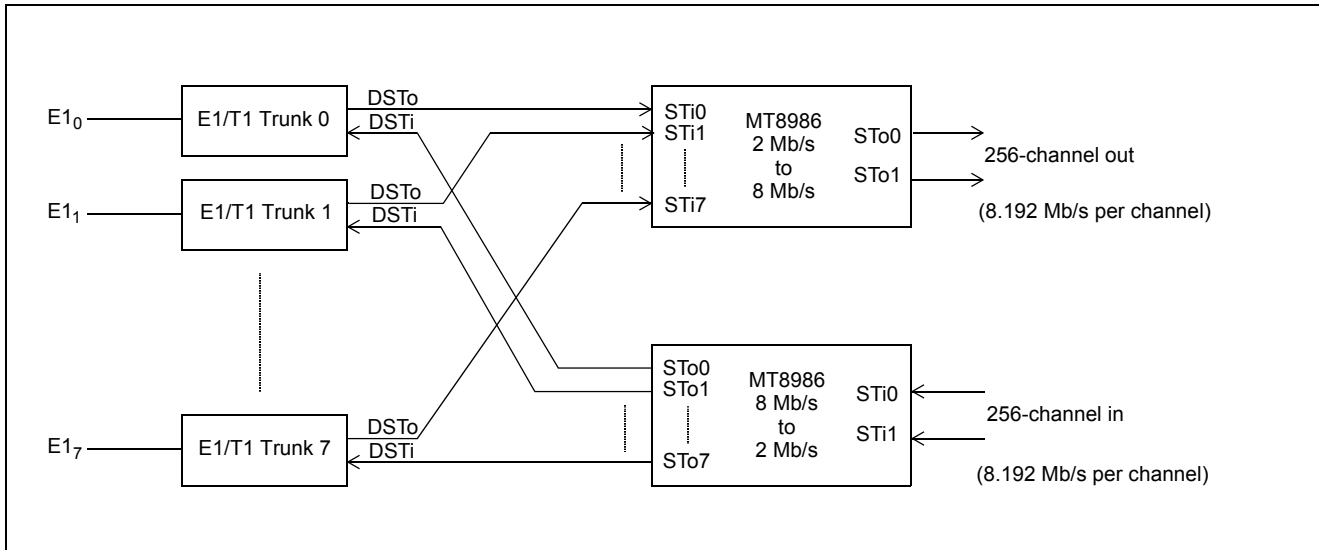 E1₀
E1/T1 Trunk 0
DSTo
DSTi
E1₁
E1/T1 Trunk 1
DSTo
DSTi
E1₇
E1/T1 Trunk 7
DSTo
DSTi
STi0
STi1
STi7
MT8986
2 Mb/s
to
8 Mb/s
STo0
STo1
256-channel out
(8.192 Mb/s per channel)
STo0
STo1
STo7
MT8986
8 Mb/s
to
2 Mb/s
STi0
STi1
256-channel in
(8.192 Mb/s per channel)